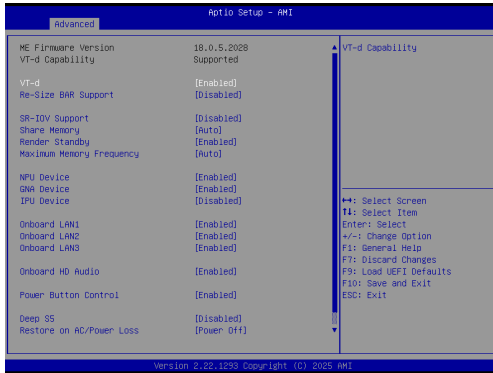 Aptio Setup - AMI
Advanced
ME Firmware Version 18.0.5.2028
VT-d Capability Supported
VT-d [Enabled]
Re-Size BAR Support [Disabled]
SR-IOV Support [Disabled]
Share Memory [Auto]
Render Standby [Enabled]
Maximum Memory Frequency [Auto]
NPU Device [Enabled]
GNA Device [Enabled]
IPU Device [Disabled]
Onboard LAN1 [Enabled]
Onboard LAN2 [Enabled]
Onboard LAN3 [Enabled]
Onboard HD Audio [Enabled]
Power Button Control [Enabled]
Deep S5 [Disabled]
Restore on AC/Power Loss [Power Off]
VT-d Capability
↔: Select Screen
↑↓: Select Item
Enter: Select
+/-: Change Option
F1: General Help
F7: Discard Changes
F9: Load UEFI Defaults
F10: Save and Exit
ESC: Exit
Version 2.22.1293 Copyright (C) 2025 AMI